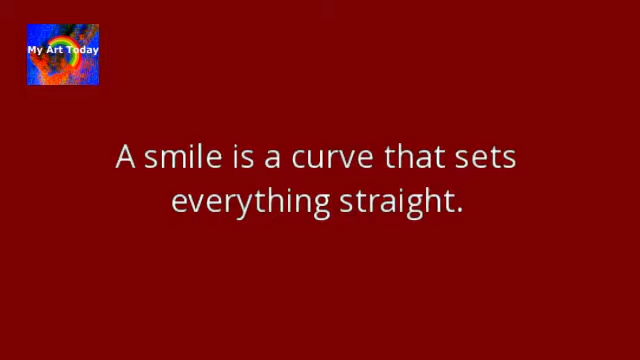 My Art Today
A smile is a curve that sets
everything straight.